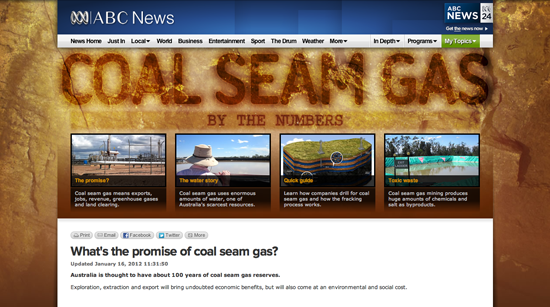 ABC News
ABC
NEWS 24
Get the news now
News Home Just In Local World Business Entertainment Sport The Drum Weather More In Depth Programs My Topics
COAL SEAM GAS
BY THE NUMBERS
The promise?
Coal seam gas means exports,
jobs, revenue, greenhouse gases
and land clearing.
The water story
Coal seam gas uses enormous
amounts of water, one of
Australia's scarcest resources.
Quick guide
Learn how companies drill for coal
seam gas and how the fracking
process works.
Toxic waste
Coal seam gas mining produces
huge amounts of chemicals and
salt as byproducts.
Print Email Facebook Twitter More
What's the promise of coal seam gas?
Updated January 16, 2012 11:31:50
Australia is thought to have about 100 years of coal seam gas reserves.
Exploration, extraction and export will bring undoubted economic benefits, but will also come at an environmental and social cost.